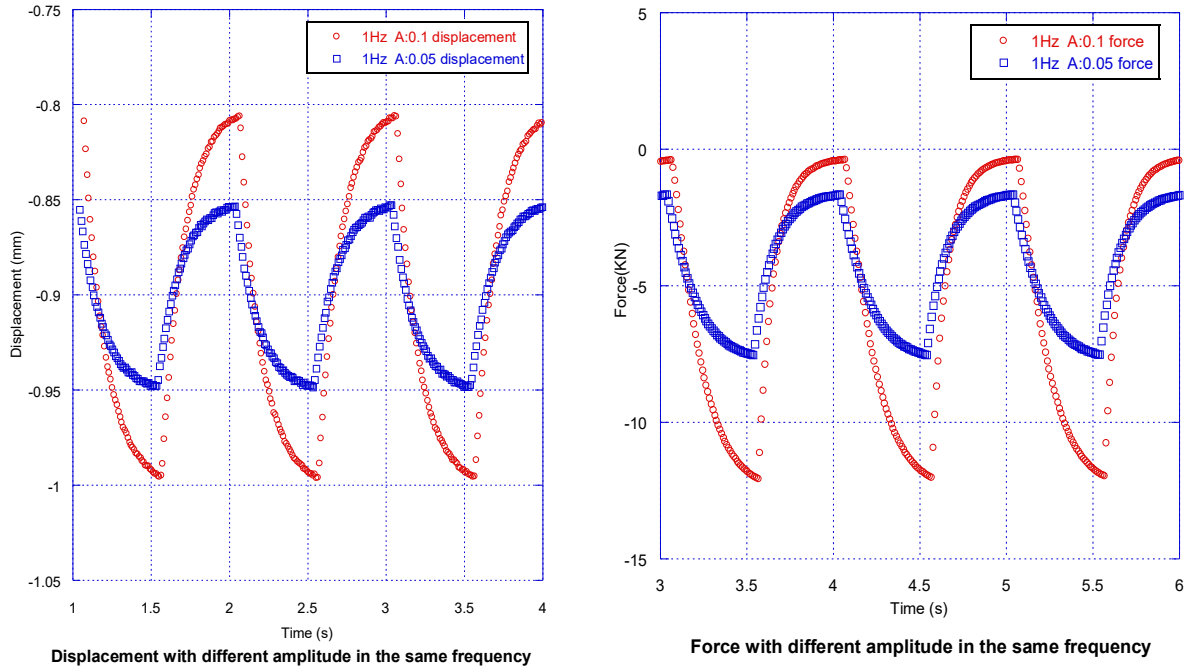 -0.75
-0.8
-0.85
-0.9
-0.95
-1
-1.05
Displacement (mm)
1Hz A:0.1 displacement
1Hz A:0.05 displacement
1 1.5 2 2.5 3 3.5 4
Time (s)
Displacement with different amplitude in the same frequency
5
0
-5
-10
-15
Force(KN)
1Hz A:0.1 force
1Hz A:0.05 force
3 3.5 4 4.5 5 5.5 6
Time (s)
Force with different amplitude in the same frequency